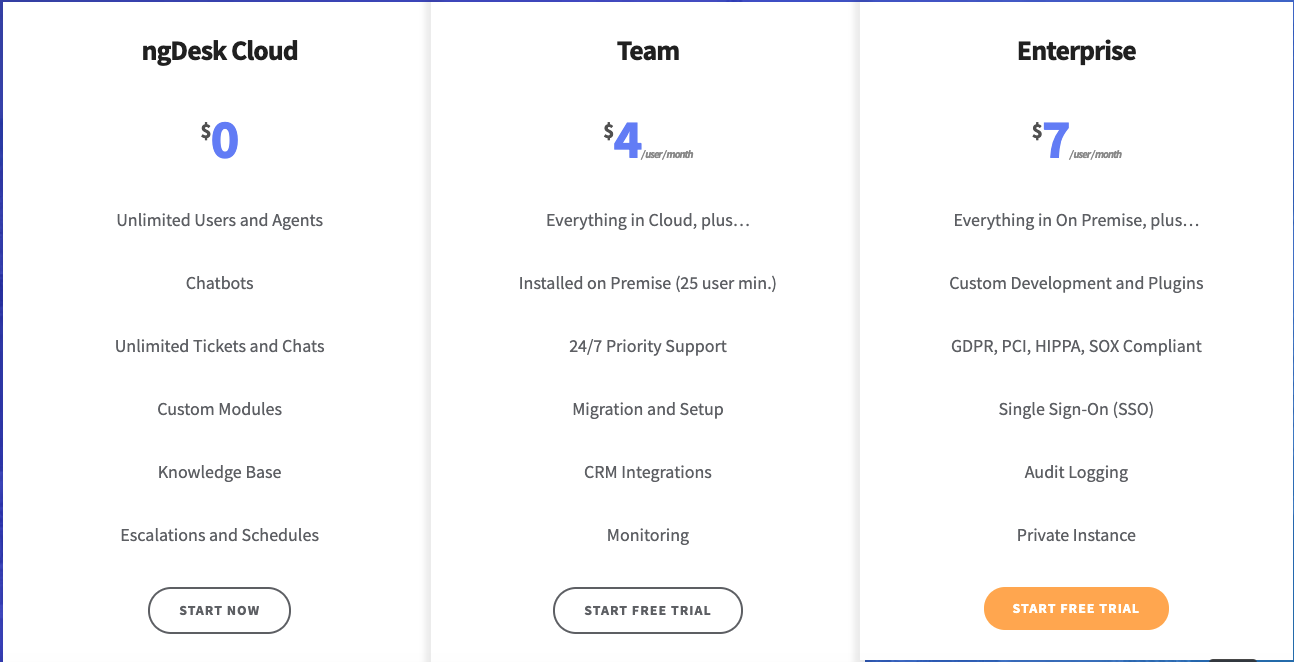 ngDesk Cloud
$0
Unlimited Users and Agents
Chatbots
Unlimited Tickets and Chats
Custom Modules
Knowledge Base
Escalations and Schedules
START NOW
Team
$4/user/month
Everything in Cloud, plus…
Installed on Premise (25 user min.)
24/7 Priority Support
Migration and Setup
CRM Integrations
Monitoring
START FREE TRIAL
Enterprise
$7/user/month
Everything in On Premise, plus…
Custom Development and Plugins
GDPR, PCI, HIPPA, SOX Compliant
Single Sign-On (SSO)
Audit Logging
Private Instance
START FREE TRIAL